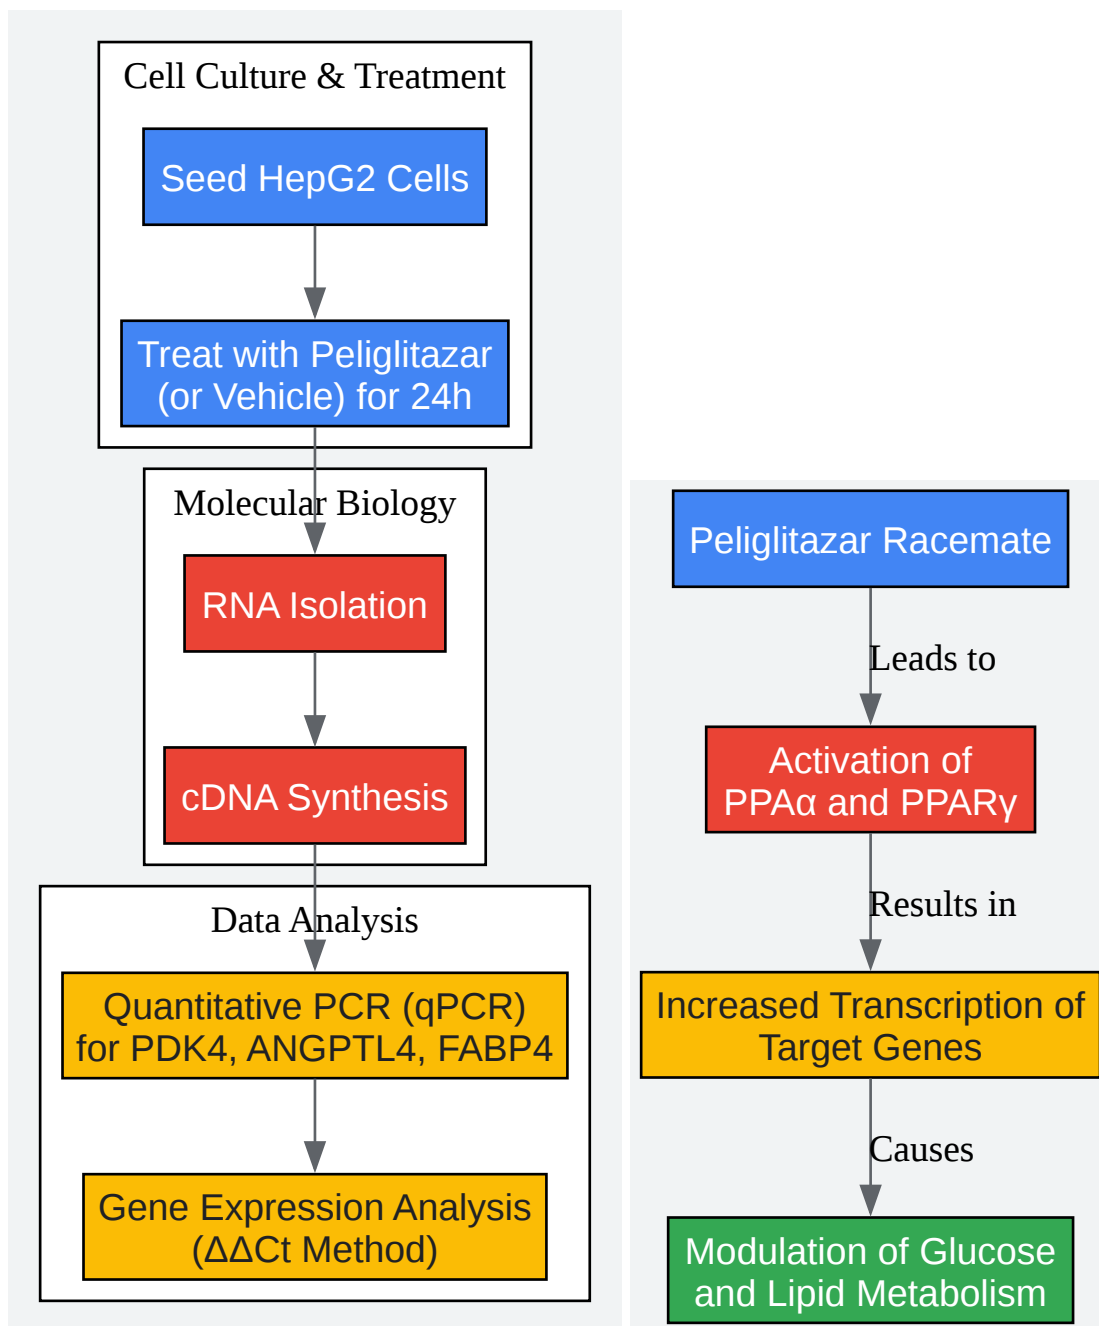 Cell Culture & Treatment
Seed HepG2 Cells
Treat with Peliglitazar
(or Vehicle) for 24h
Molecular Biology
RNA Isolation
cDNA Synthesis
Data Analysis
Quantitative PCR (qPCR)
for PDK4, ANGPTL4, FABP4
Gene Expression Analysis
(ΔΔCt Method)
Peliglitazar Racemate
Leads to
Activation of
PPAα and PPARγ
Results in
Increased Transcription of
Target Genes
Causes
Modulation of Glucose
and Lipid Metabolism